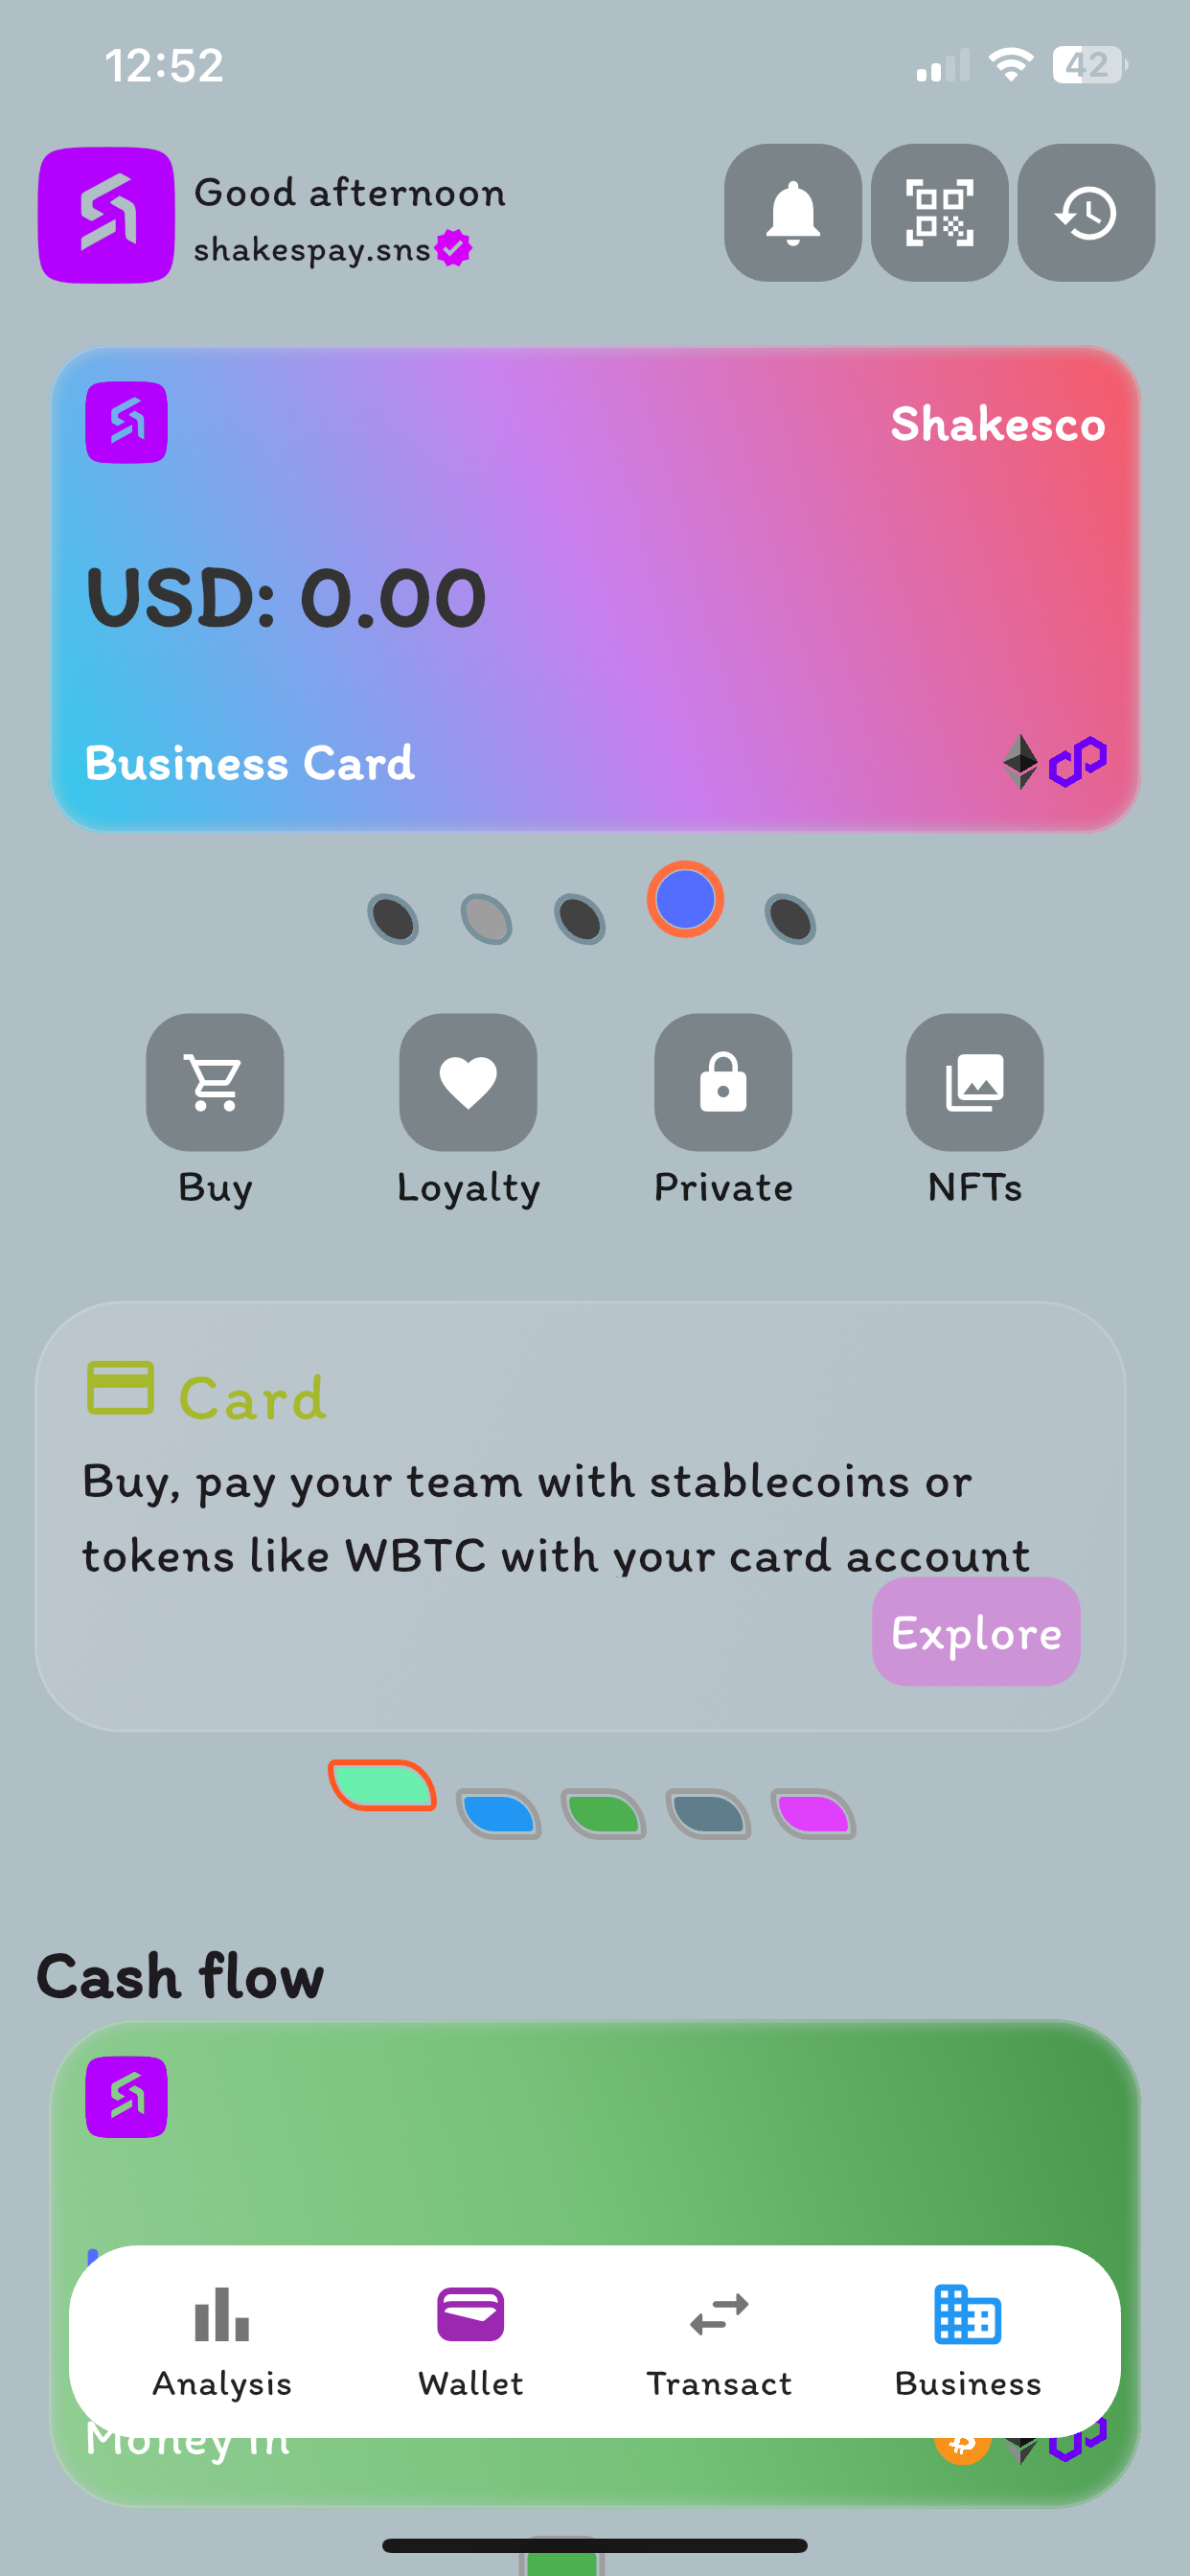 12:52
42
Good afternoon
shakespay.sns
Shakesco
USD: 0.00
Business Card
Buy
Loyalty
Private
NFTs
Card
Buy, pay your team with stablecoins or
tokens like WBTC with your card account
Explore
Cash flow
Analysis
Wallet
Transact
Business
Money In